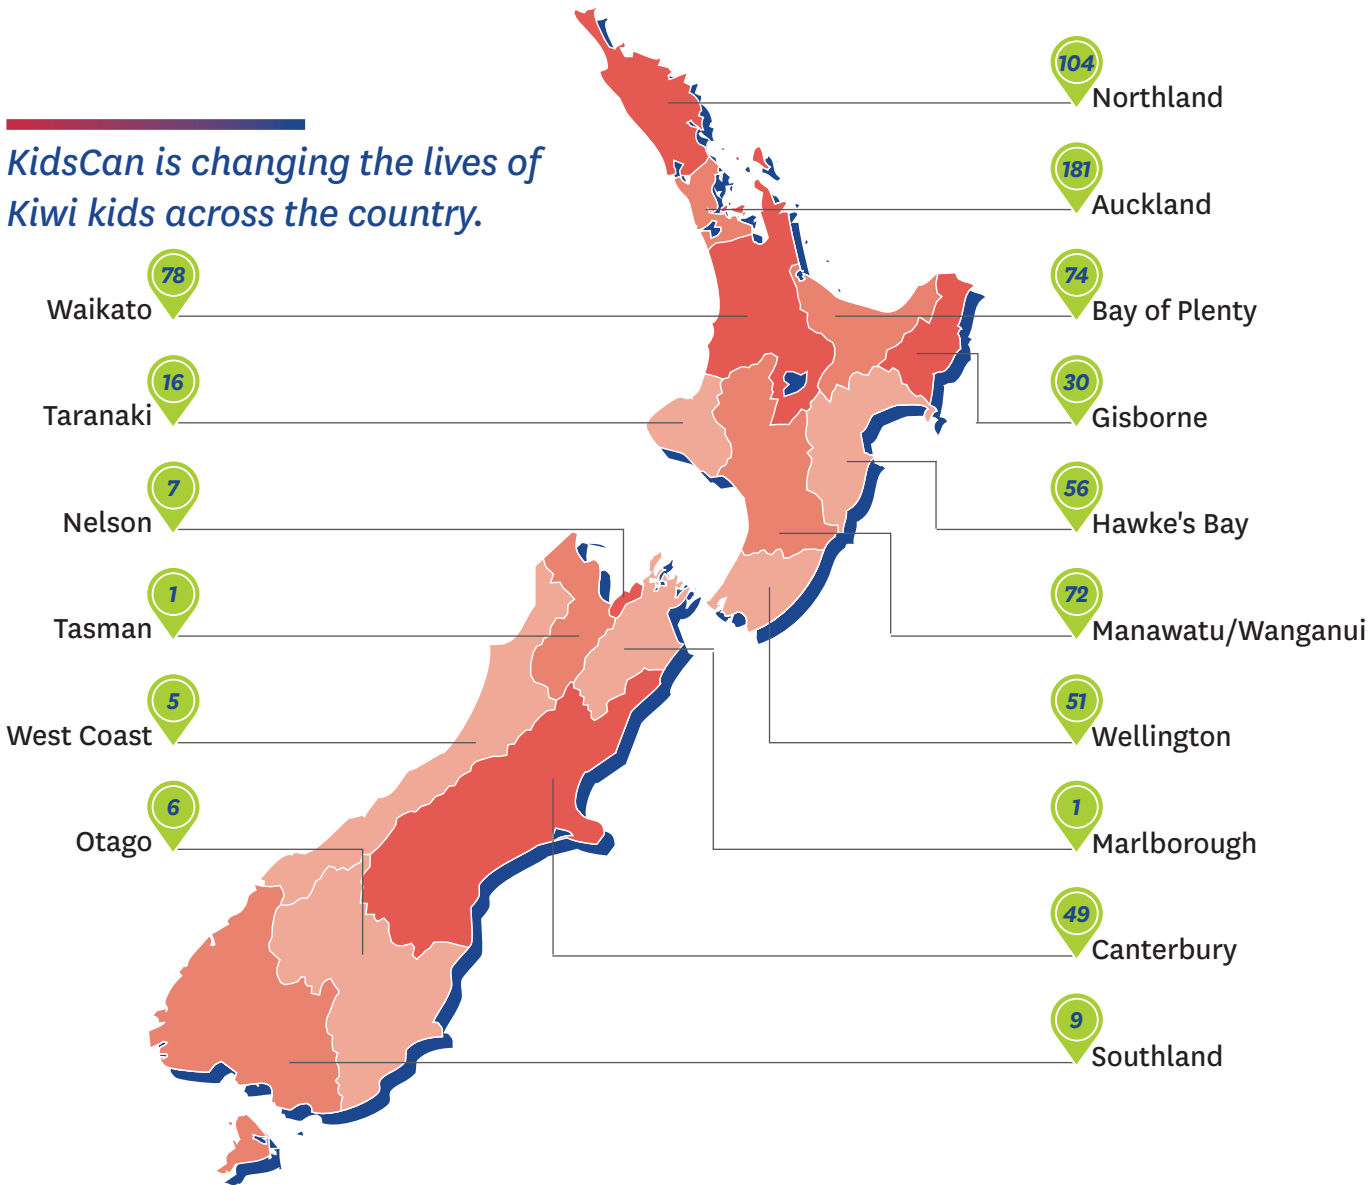 KidsCan is changing the lives of
Kiwi kids across the country.
78
Waikato
16
Taranaki
7
Nelson
1
Tasman
5
West Coast
6
Otago
104
Northland
181
Auckland
74
Bay of Plenty
30
Gisborne
56
Hawke's Bay
72
Manawatu/Wanganui
51
Wellington
1
Marlborough
49
Canterbury
9
Southland